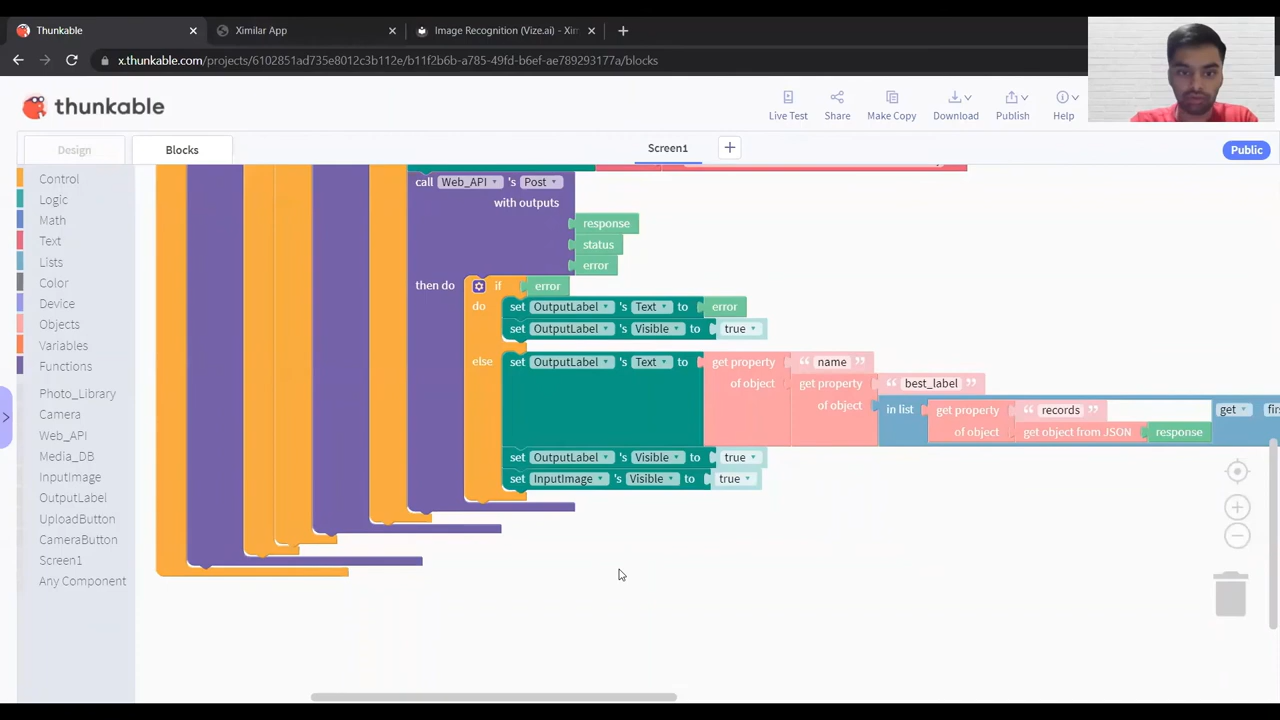 Thunkable
Ximilar App
Image Recognition (Vize.ai) - Xim
x.thunkable.com/projects/6102851ad735e8012c3b112e/b11f2b6b-a785-49fd-b6ef-ae789293177a/blocks
thunkable
Live Test
Share
Make Copy
Download
Publish
Help
Design
Blocks
Screen1
Public
Control
Logic
Math
Text
Lists
Color
Device
Objects
Variables
Functions
Photo_Library
Camera
Web_API
Media_DB
InputImage
OutputLabel
UploadButton
CameraButton
Screen1
Any Component
call Web_API 's Post
with outputs
response
status
error
then do if error
do set OutputLabel 's Text to error
set OutputLabel 's Visible to true
else set OutputLabel 's Text to get property “ name ”
of object get property “ best_label ”
of object in list get property “ records ” get firs
of object get object from JSON response
set OutputLabel 's Visible to true
set InputImage 's Visible to true